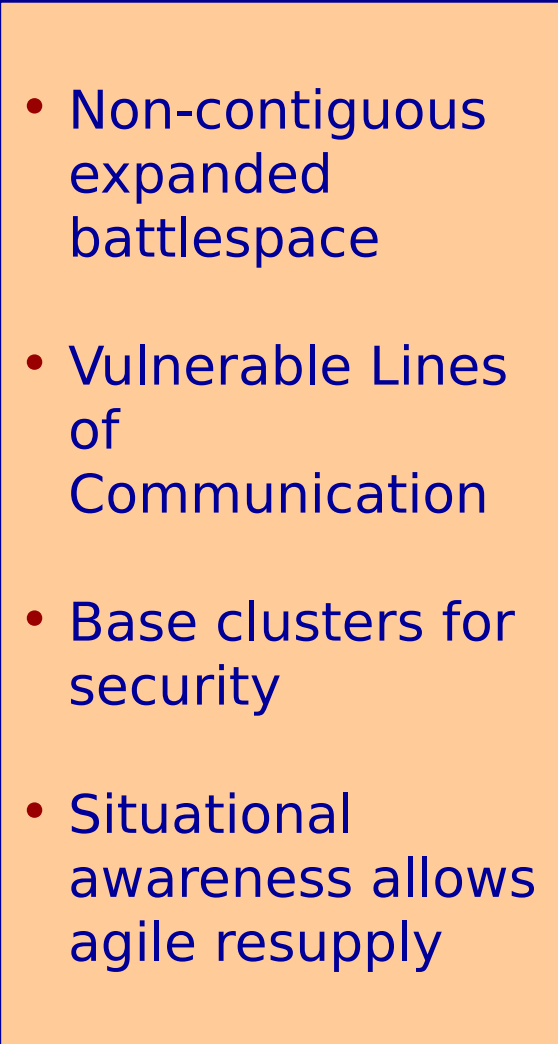 • Non-contiguous
expanded
battlespace
• Vulnerable Lines
of
Communication
• Base clusters for
security
• Situational
awareness allows
agile resupply